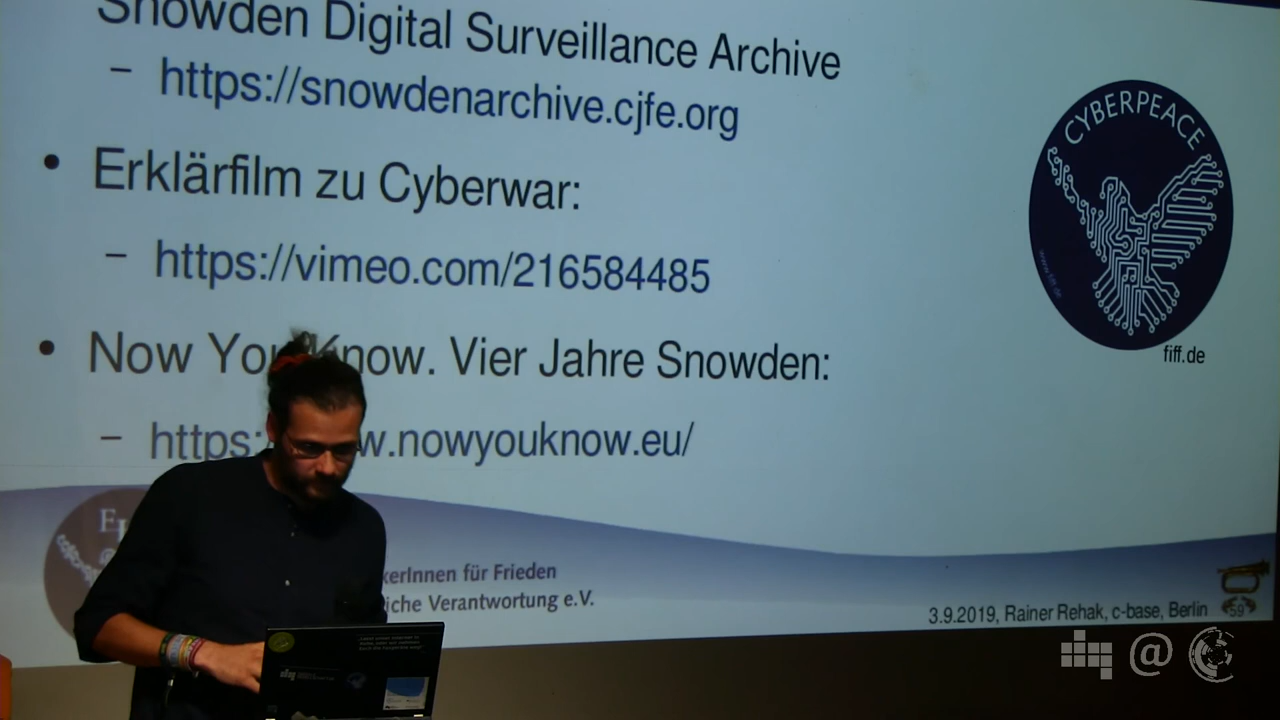 Snowden Digital Surveillance Archive
– https://snowdenarchive.cjfe.org
• Erklärfilm zu Cyberwar:
– https://vimeo.com/216584485
• Now You Know. Vier Jahre Snowden:
– https: w.nowyouknow.eu/
CYBERPEACE
fiff.de
kerInnen für Frieden
iche Verantwortung e.V.
3.9.2019, Rainer Rehak, c-base, Berlin
59
@